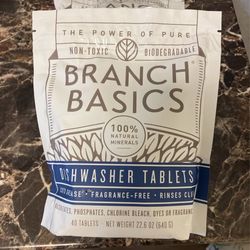 THE POWER OF PURE
NON-TOXIC BIODEGRADABLE
BRANCH
BASICS
100%
NATURAL
MINERALS
DISHWASHER TABLETS
FRAGRANCE-FREE • RINSES
PHOSPHATES, CHLORINE BLEACH, DYES OR FRAGRANCE
40 TABLETS NET WEIGHT 22.6 OZ (640 G)